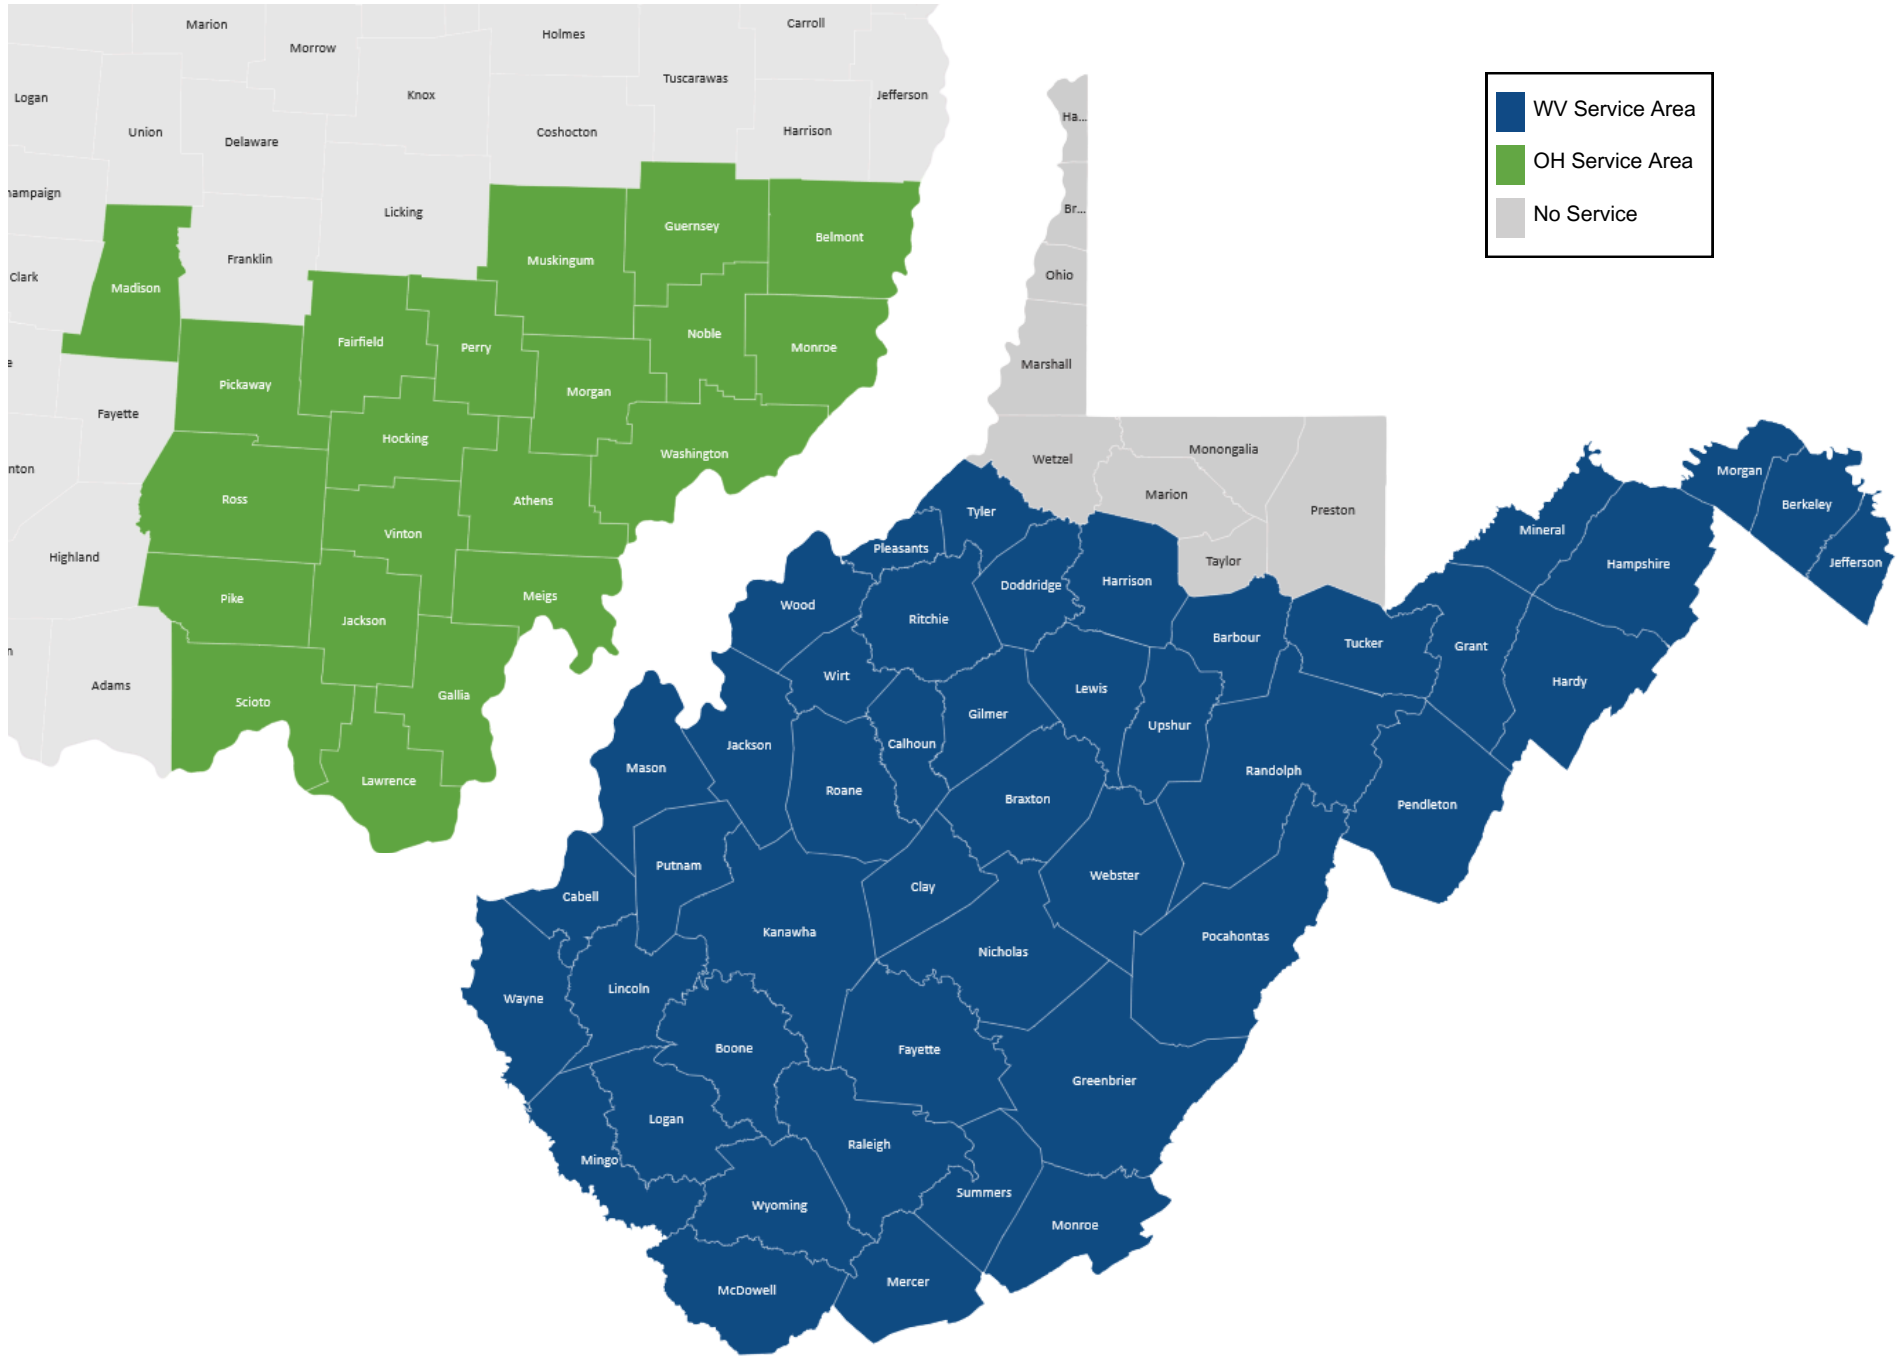 Marion
Morrow
Holmes
Carroll
Logan
Union
Delaware
Knox
Coshocton
Tuscarawas
Harrison
Jefferson
hampaign
Franklin
Licking
Clark
Madison
Muskingum
Guernsey
Belmont
e
Pickaway
Fairfield
Perry
Morgan
Noble
Monroe
Fayette
Hocking
Washington
nton
Ross
Vinton
Athens
Highland
Pike
Jackson
Meigs
n
Adams
Scioto
Gallia
Lawrence
Ha...
Br...
Ohio
Marshall
WV Service Area
OH Service Area
No Service
Wetzel
Monongalia
Marion
Preston
Taylor
Tyler
Pleasants
Doddridge
Harrison
Wood
Ritchie
Barbour
Tucker
Grant
Mineral
Hampshire
Morgan
Berkeley
Jefferson
Hardy
Wirt
Lewis
Gilmer
Upshur
Jackson
Calhoun
Mason
Roane
Braxton
Randolph
Pendleton
Putnam
Cabell
Clay
Webster
Kanawha
Nicholas
Pocahontas
Wayne
Lincoln
Boone
Fayette
Greenbrier
Logan
Raleigh
Mingo
Wyoming
Summers
Monroe
McDowell
Mercer